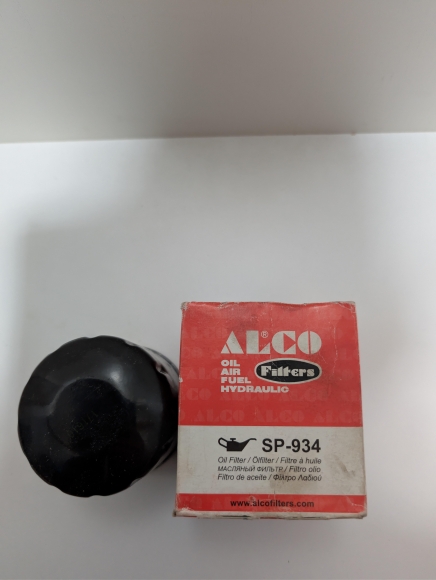 ALCO®
OIL
AIR
FUEL
HYDRAULIC
Filters
SP-934
Oil Filter / Ölfilter / Filtre à huile
МАСЛЯНЫЙ ФИЛЬТР / Filtro olio
Filtro de aceite / Φίλτρο Λαδιού
www.alcofilters.com